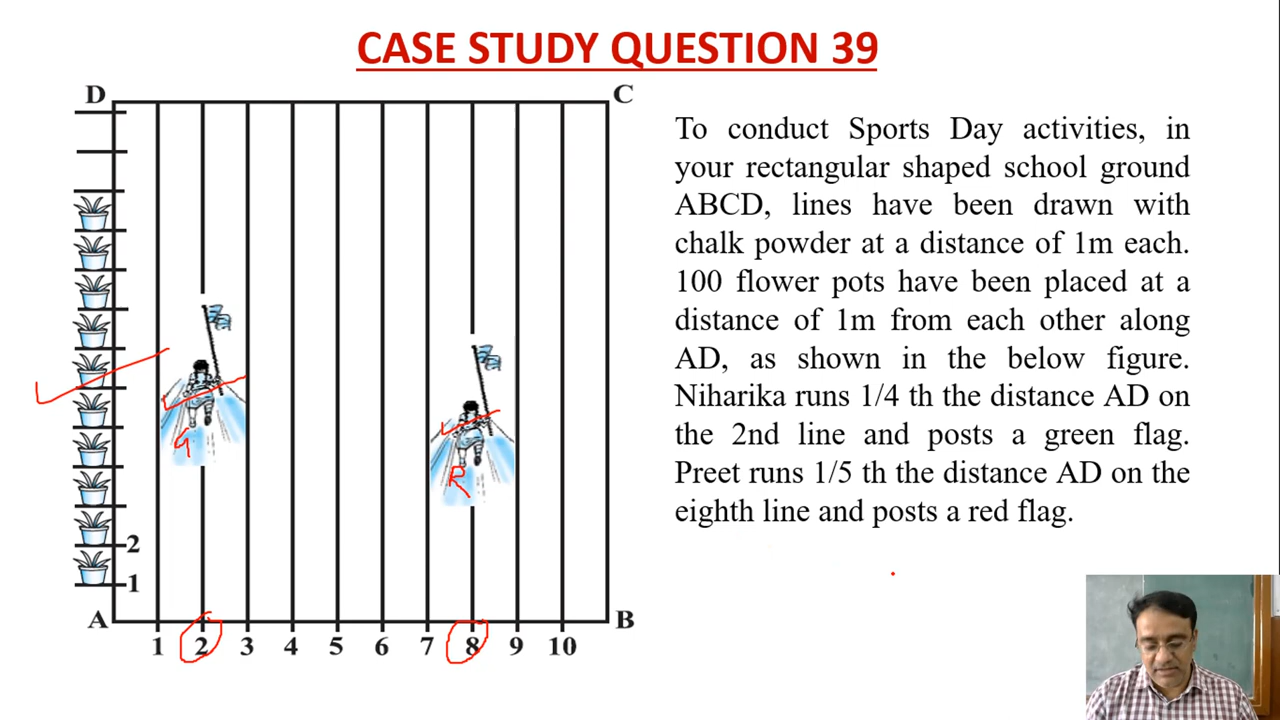 CASE STUDY QUESTION 39
D
C
To conduct Sports Day activities, in
your rectangular shaped school ground
ABCD, lines have been drawn with
chalk powder at a distance of 1m each.
100 flower pots have been placed at a
distance of 1m from each other along
AD, as shown in the below figure.
Niharika runs 1/4 th the distance AD on
the 2nd line and posts a green flag.
Preet runs 1/5 th the distance AD on the
eighth line and posts a red flag.
G
R
2
1
A
B
1 2 3 4 5 6 7 8 9 10